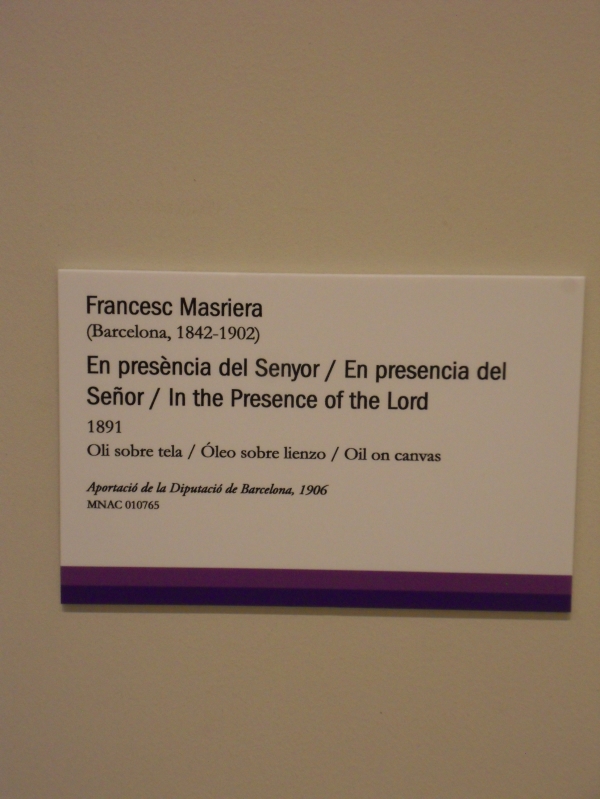 Francesc Masriera
(Barcelona, 1842-1902)
En presència del Senyor / En presencia del
Señor / In the Presence of the Lord
1891
Oli sobre tela / Óleo sobre lienzo / Oil on canvas
Aportació de la Diputació de Barcelona, 1906
MNAC 010765